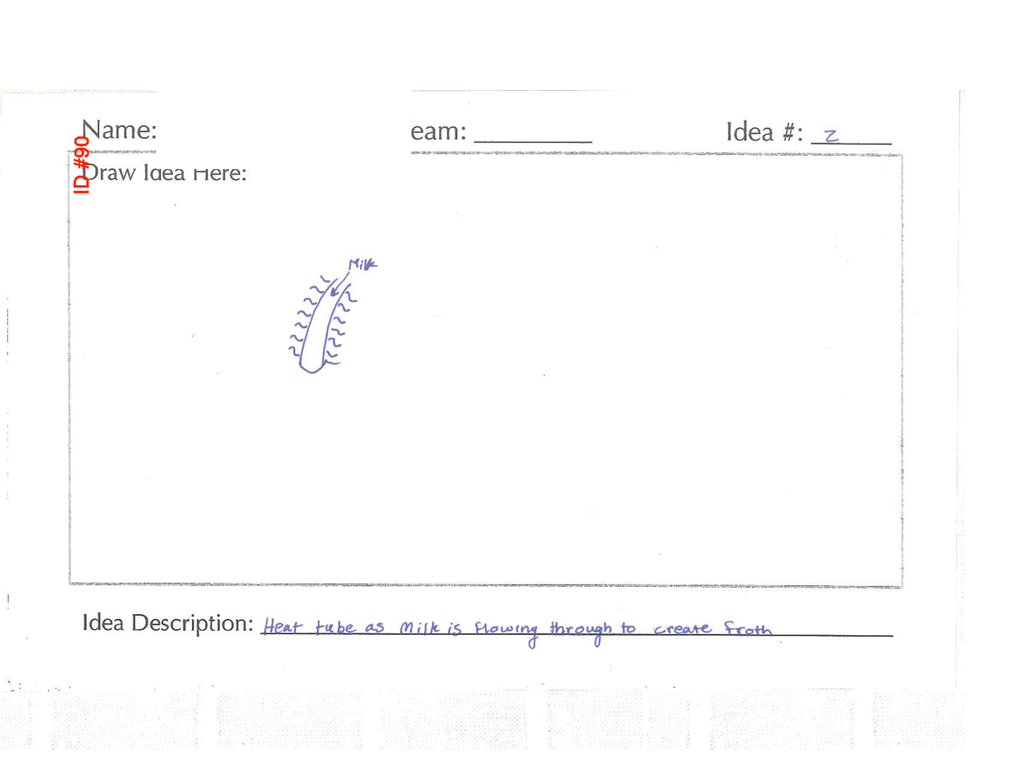 Name: eam: Idea #: 2
ID #90
Draw Idea Here:
Milk
Idea Description: Heat tube as Milk is flowing through to create froth